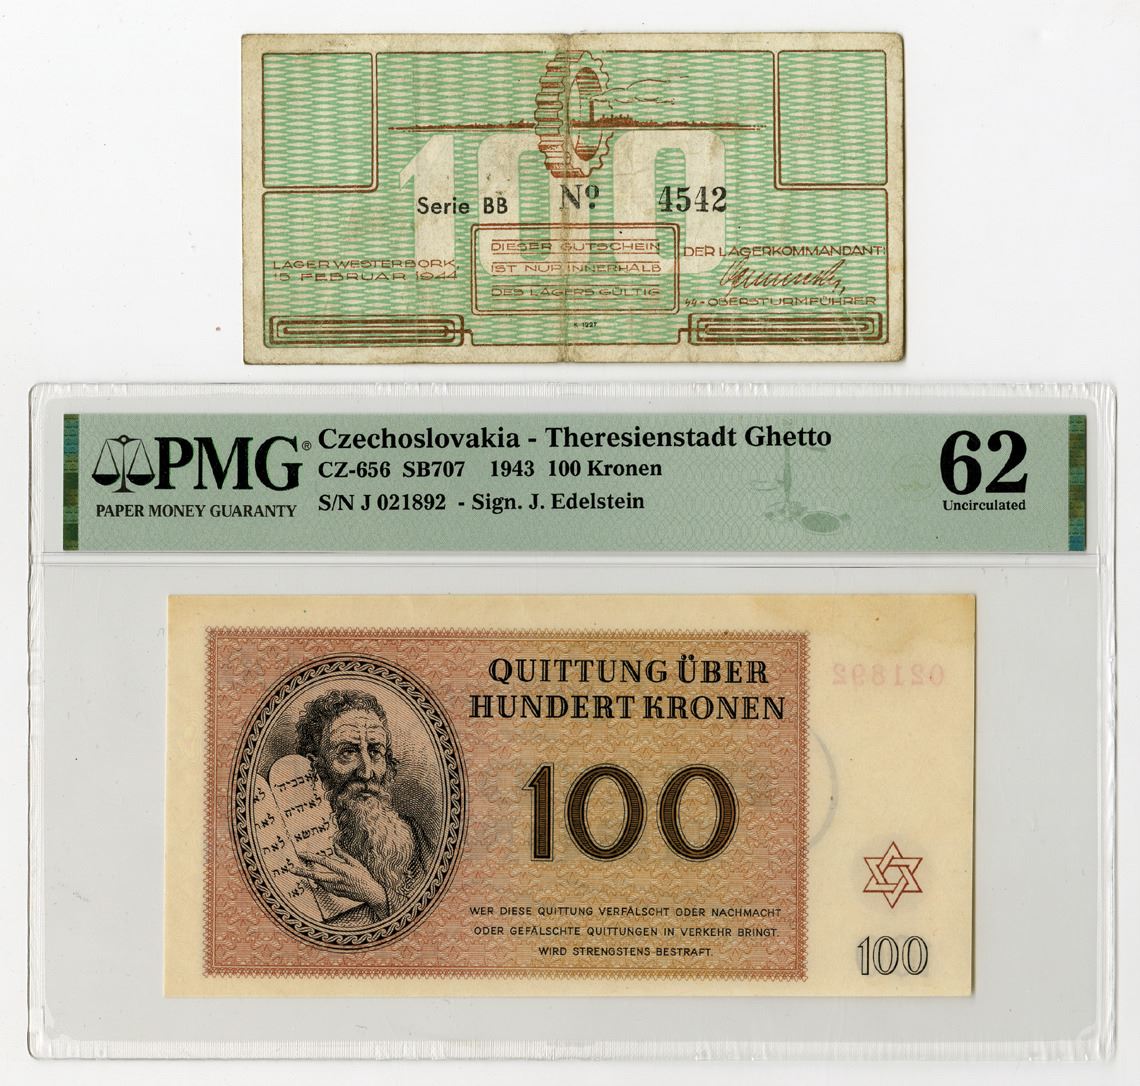 100
Serie BB Nº 4542
LAGER WESTERBORK
15 FEBRUAR 1944
DIESER GUTSCHEIN
IST NUR INNERHALB
DES LAGERS GÜLTIG
DER LAGERKOMMANDANT:
SS-OBERSTURMFÜHRER
K 1227
PMG®
PAPER MONEY GUARANTY
Czechoslovakia - Theresienstadt Ghetto
CZ-656 SB707 1943 100 Kronen
S/N J 021892 - Sign. J. Edelstein
62
Uncirculated
QUITTUNG ÜBER
HUNDERT KRONEN
100
WER DIESE QUITTUNG VERFÄLSCHT ODER NACHMACHT
ODER GEFÄLSCHTE QUITTUNGEN IN VERKEHR BRINGT,
WIRD STRENGSTENS BESTRAFT.
021892
100